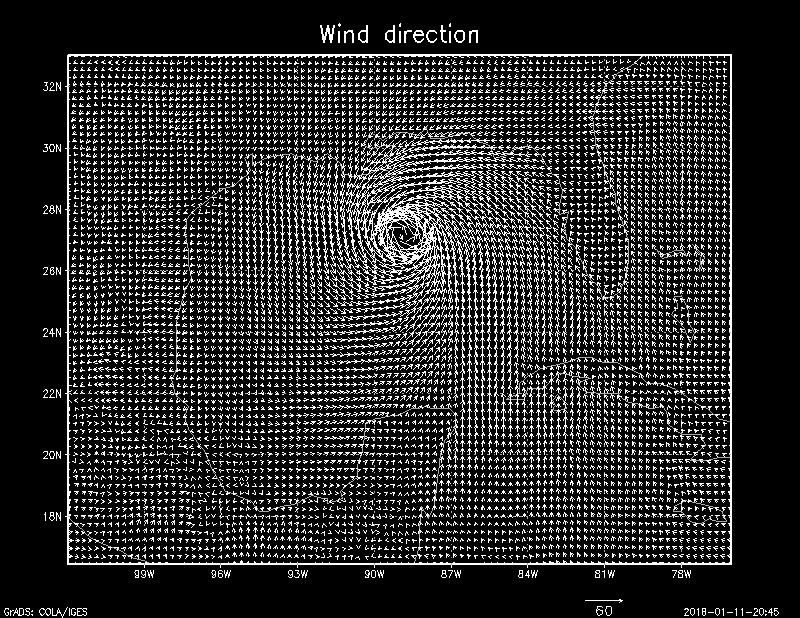 Wind direction
32N
30N
28N
26N
24N
22N
20N
18N
99W 96W 93W 90W 87W 84W 81W 78W
60
GrADS: COLA/IGES 2018-01-11-20:45